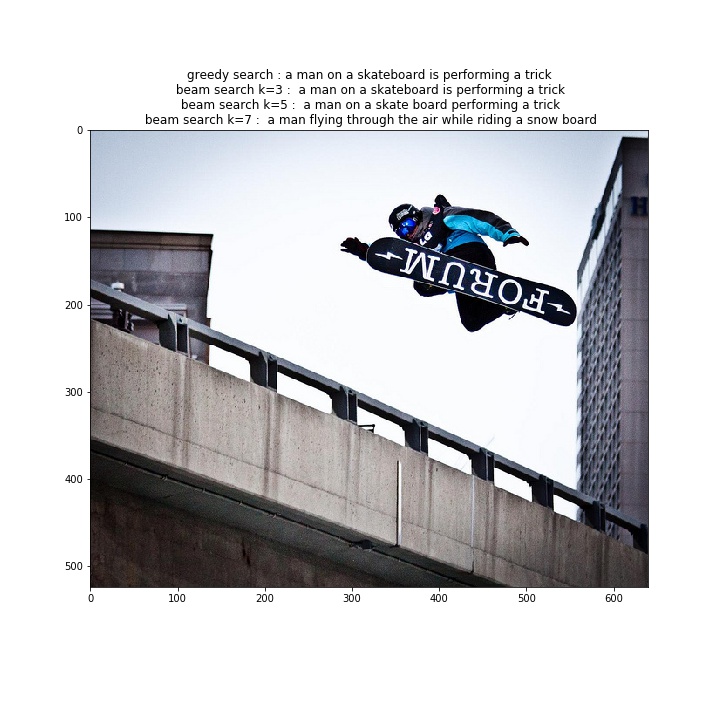 greedy search : a man on a skateboard is performing a trick
beam search k=3 :  a man on a skateboard is performing a trick
beam search k=5 :  a man on a skate board performing a trick
beam search k=7 :  a man flying through the air while riding a snow board
0
100
200
300
400
500
FORUM
0 100 200 300 400 500 600